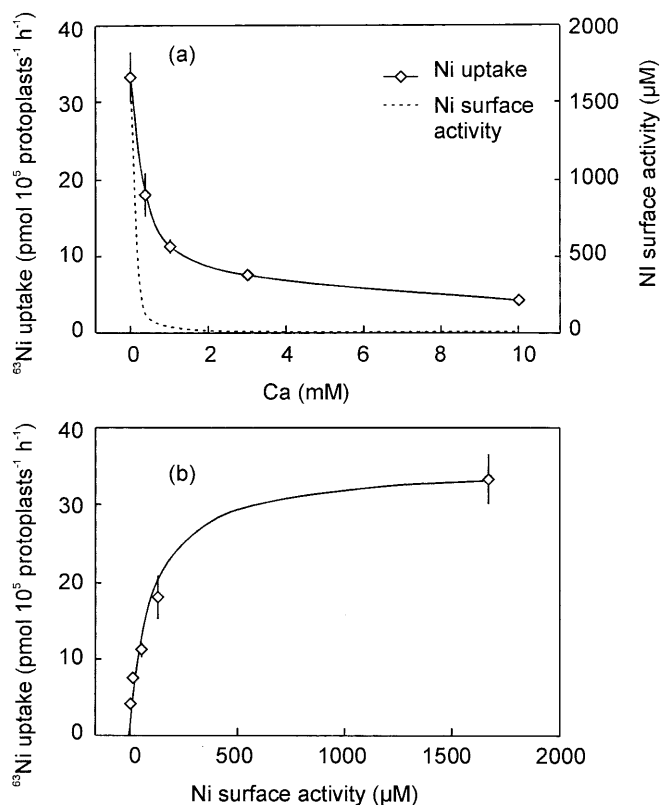 (a)
Ni uptake
Ni surface
activity
⁶³Ni uptake (pmol 10⁵ protoplasts⁻¹ h⁻¹)
40
30
20
10
0
NI surface activity (µM)
2000
1500
1000
500
0
0 2 4 6 8 10
Ca (mM)
(b)
⁶³Ni uptake (pmol 10⁵ protoplasts⁻¹ h⁻¹)
40
30
20
10
0
0 500 1000 1500 2000
Ni surface activity (µM)